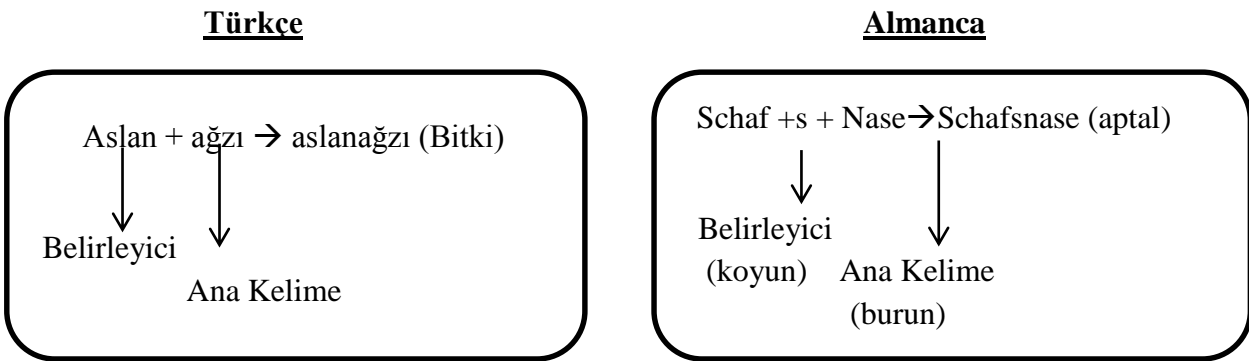 Türkçe
Aslan + ağzı → aslanağzı (Bitki)
Belirleyici
Ana Kelime
Almanca
Schaf +s + Nase→Schafsnase (aptal)
Belirleyici
(koyun)
Ana Kelime
(burun)